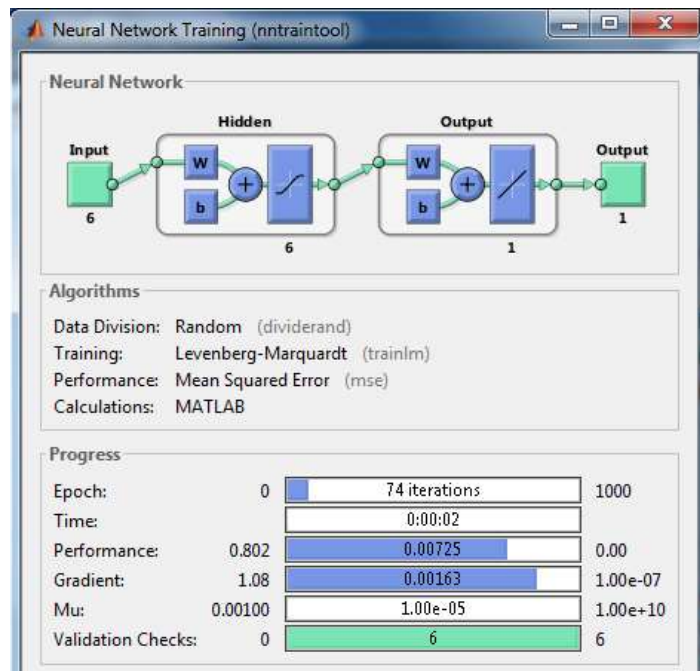 Neural Network Training (nntraintool)
Neural Network
Hidden Output
Input Output
W W
b b
6 6 1 1
Algorithms
Data Division: Random (dividerand)
Training: Levenberg-Marquardt (trainlm)
Performance: Mean Squared Error (mse)
Calculations: MATLAB
Progress
Epoch: 0 74 iterations 1000
Time: 0:00:02
Performance: 0.802 0.00725 0.00
Gradient: 1.08 0.00163 1.00e-07
Mu: 0.00100 1.00e-05 1.00e+10
Validation Checks: 0 6 6